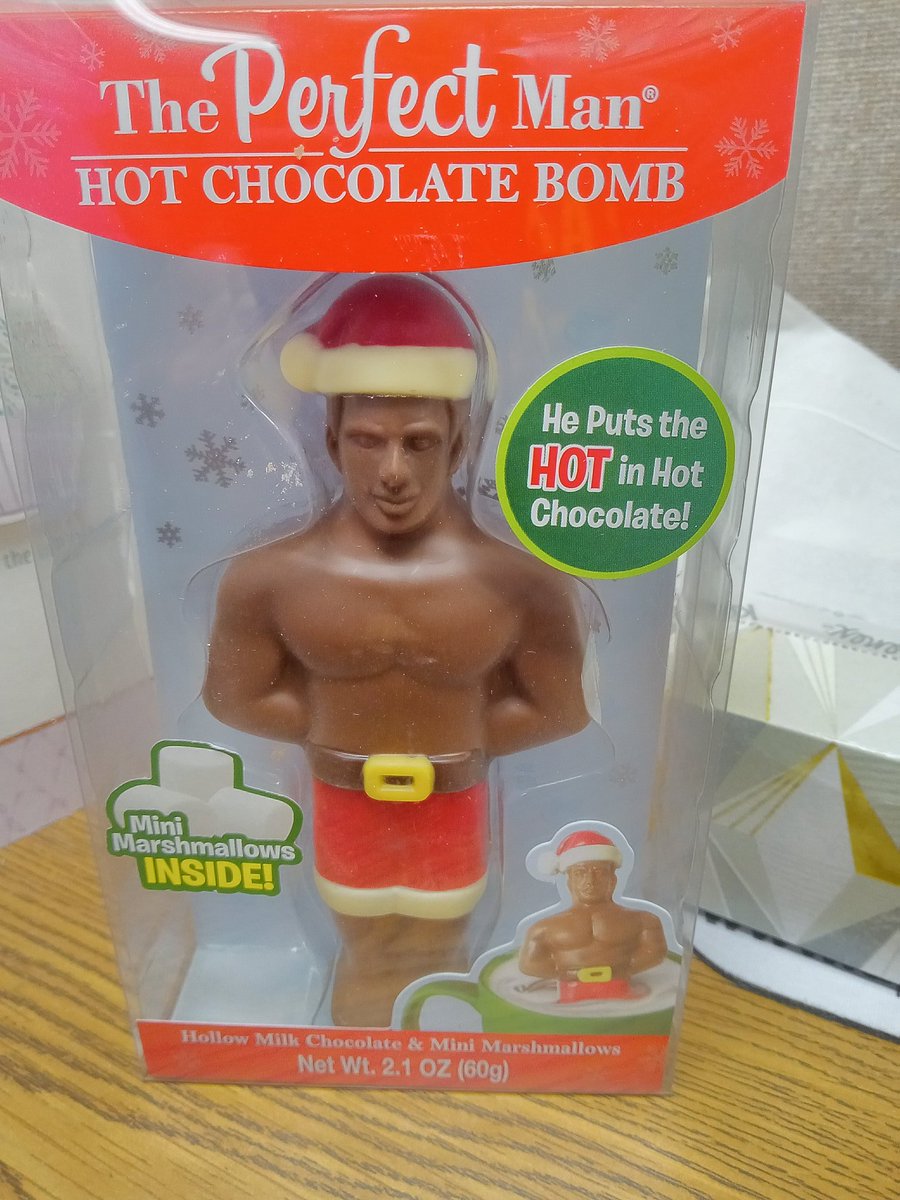 The Perfect Man®
HOT CHOCOLATE BOMB
He Puts the
HOT in Hot
Chocolate!
Mini
Marshmallows
INSIDE!
Hollow Milk Chocolate & Mini Marshmallows
Net Wt. 2.1 OZ (60g)
the